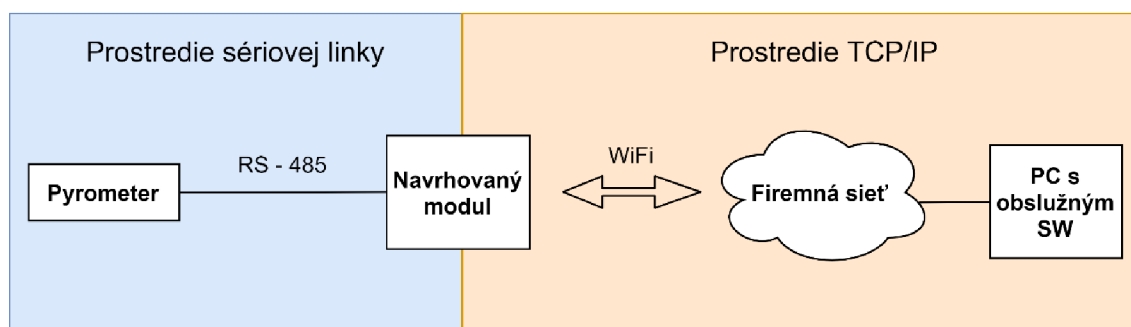 Prostredie sériovej linky
Prostredie TCP/IP
Pyrometer
RS - 485
Navrhovaný
modul
WiFi
Firemná sieť
PC s
obslužným
SW